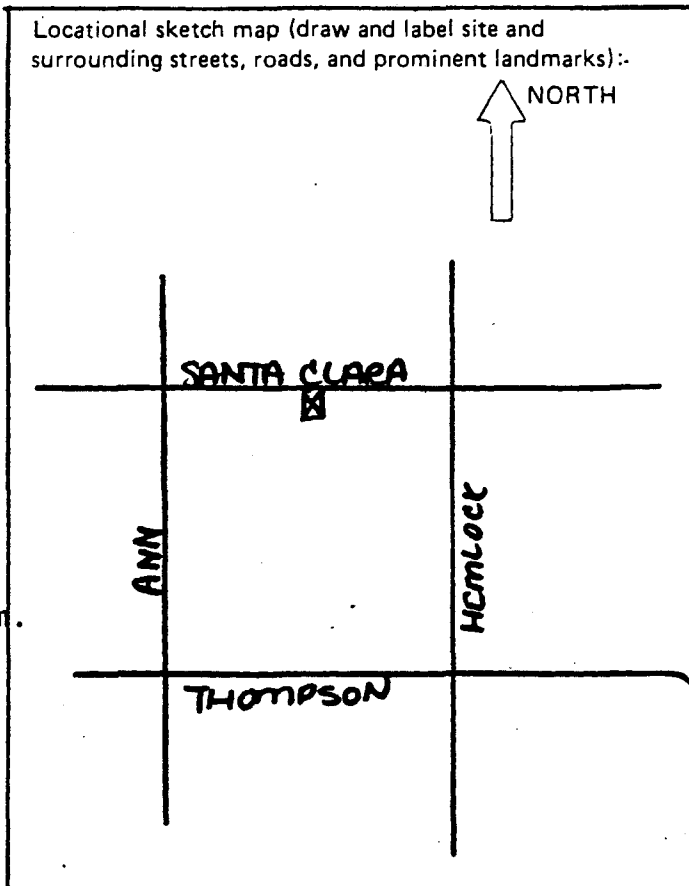 Locational sketch map (draw and label site and
surrounding streets, roads, and prominent landmarks):-
NORTH
SANTA CLARA
ANN
HEMLOCK
THOMPSON